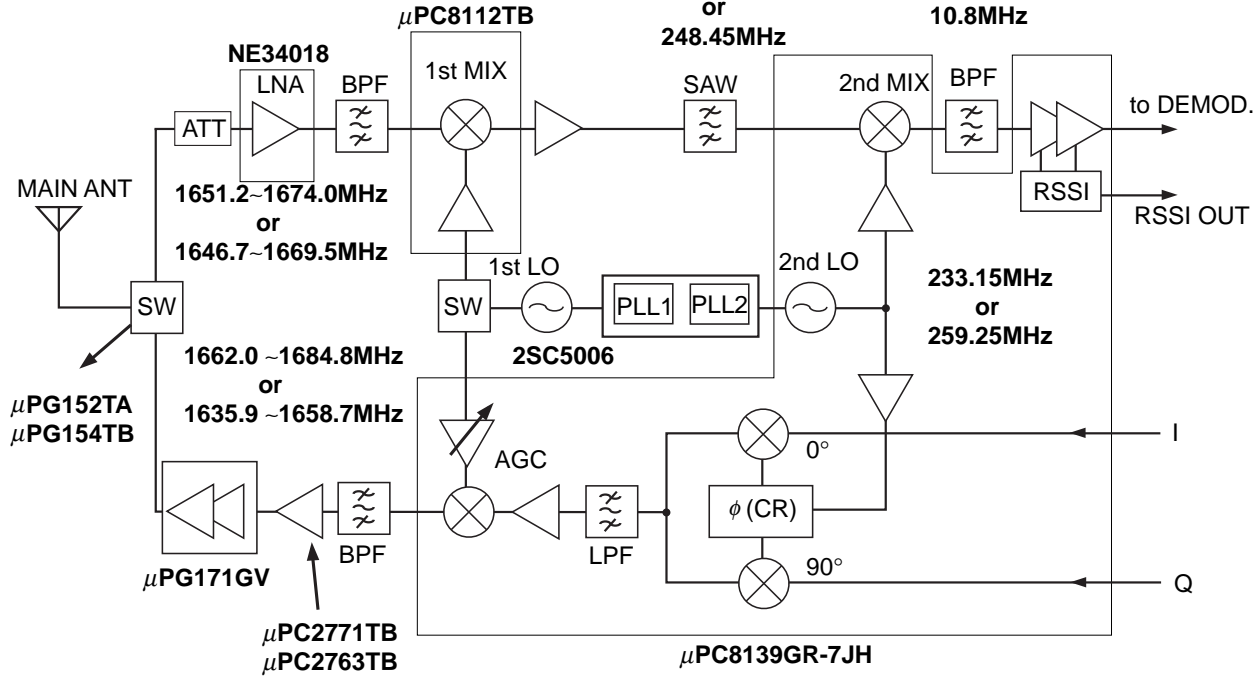 μPC8112TB
or
248.45MHz
10.8MHz
NE34018
LNA
BPF
1st MIX
SAW
2nd MIX
BPF
ATT
to DEMOD.
MAIN ANT
1651.2~1674.0MHz
or
1646.7~1669.5MHz
RSSI
RSSI OUT
SW
1st LO
SW
PLL1
PLL2
2nd LO
233.15MHz
or
259.25MHz
2SC5006
1662.0 ~1684.8MHz
or
1635.9 ~1658.7MHz
μPG152TA
μPG154TB
AGC
0°
I
ϕ (CR)
BPF
LPF
90°
Q
μPG171GV
μPC2771TB
μPC2763TB
μPC8139GR-7JH